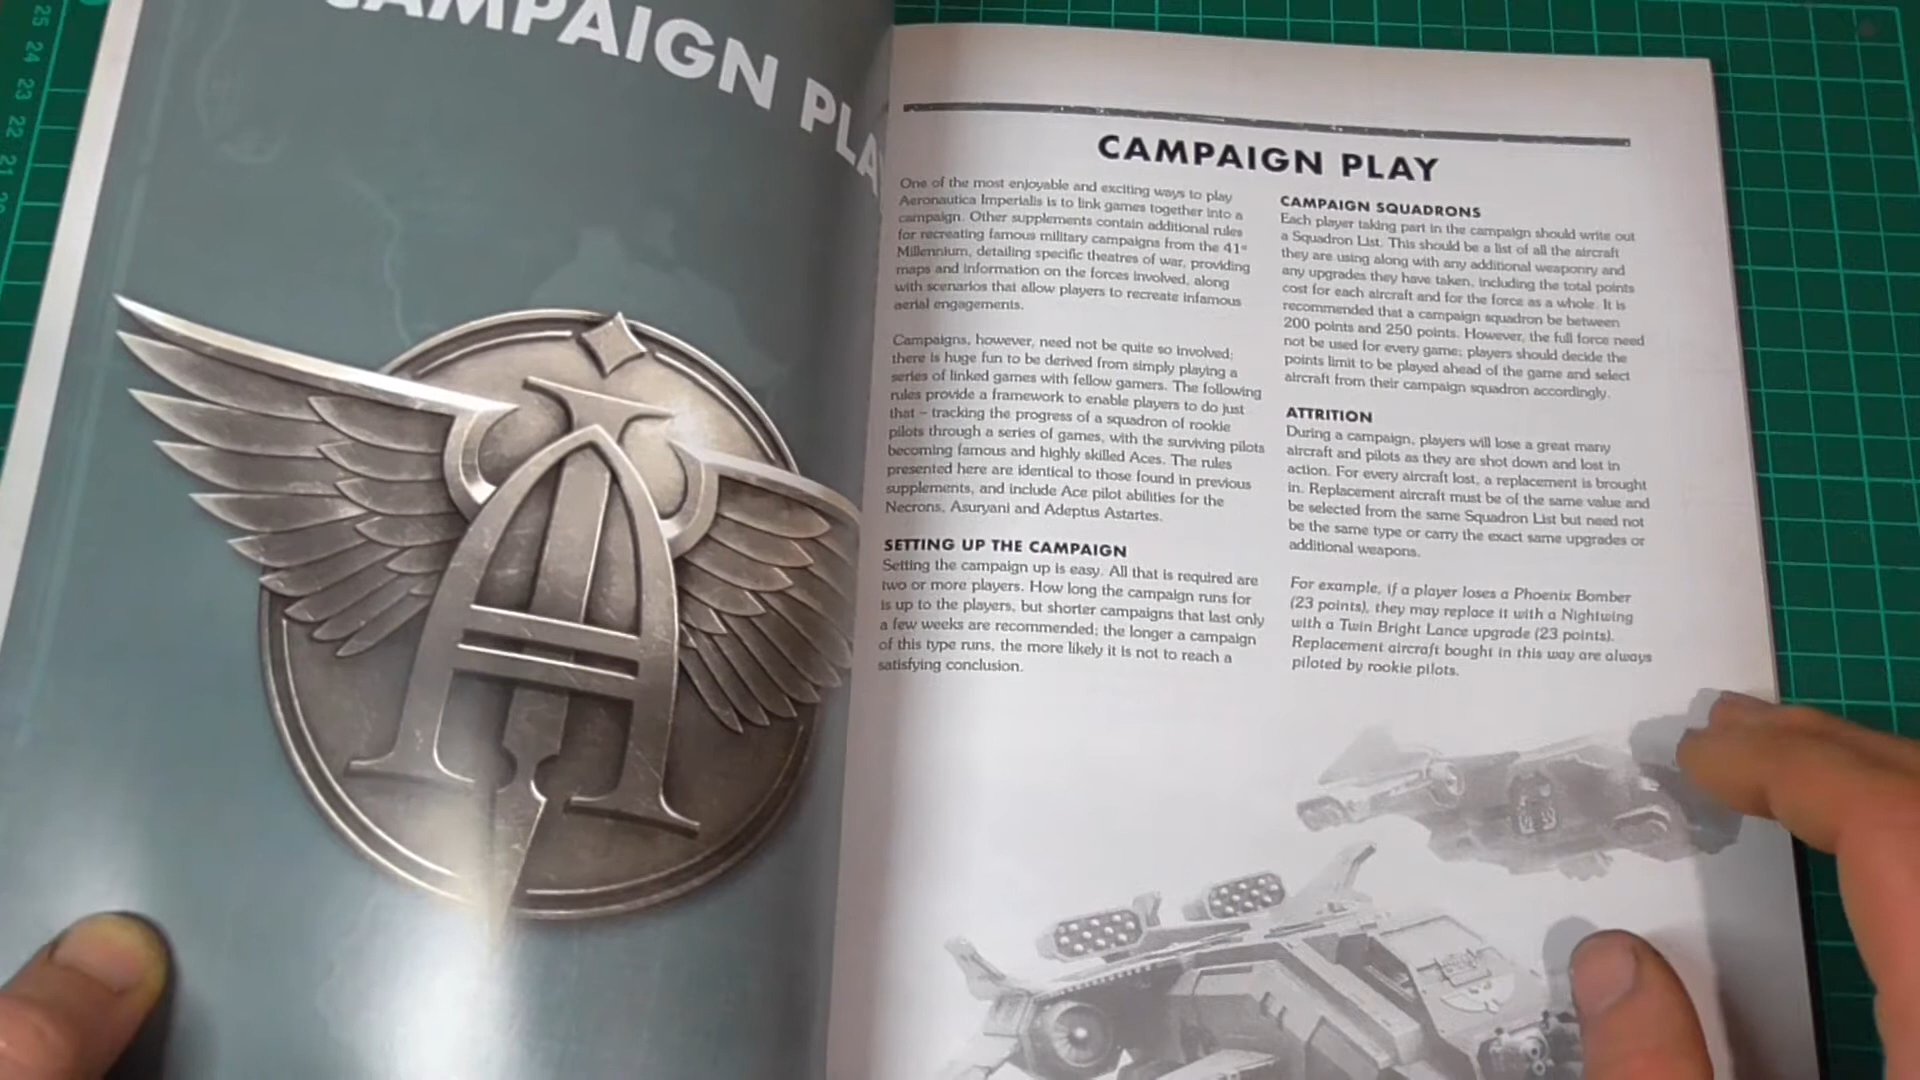 25
24
23
22
21
CAMPAIGN PLA
CAMPAIGN PLAY
One of the most enjoyable and exciting ways to play
Aeronautica Imperialis is to link games together into a
campaign. Other supplements contain additional rules
for recreating famous military campaigns from the 41st
Millennium, detailing specific theatres of war, providing
maps and information on the forces involved, along
with scenarios that allow players to recreate infamous
aerial engagements.
Campaigns, however, need not be quite so involved;
there is huge fun to be derived from simply playing a
series of linked games with fellow gamers. The following
rules provide a framework to enable players to do just
that – tracking the progress of a squadron of rookie
pilots through a series of games, with the surviving pilots
becoming famous and highly skilled Aces. The rules
presented here are identical to those found in previous
supplements, and include Ace pilot abilities for the
Necrons, Asuryani and Adeptus Astartes.
SETTING UP THE CAMPAIGN
Setting the campaign up is easy. All that is required are
two or more players. How long the campaign runs for
is up to the players, but shorter campaigns that last only
a few weeks are recommended; the longer a campaign
of this type runs, the more likely it is not to reach a
satisfying conclusion.
CAMPAIGN SQUADRONS
Each player taking part in the campaign should write out
a Squadron List. This should be a list of all the aircraft
they are using along with any additional weaponry and
any upgrades they have taken, including the total points
cost for each aircraft and for the force as a whole. It is
recommended that a campaign squadron be between
200 points and 250 points. However, the full force need
not be used for every game; players should decide the
points limit to be played ahead of the game and select
aircraft from their campaign squadron accordingly.
ATTRITION
During a campaign, players will lose a great many
aircraft and pilots as they are shot down and lost in
action. For every aircraft lost, a replacement is brought
in. Replacement aircraft must be of the same value and
be selected from the same Squadron List but need not
be the same type or carry the exact same upgrades or
additional weapons.
For example, if a player loses a Phoenix Bomber
(23 points), they may replace it with a Nightwing
with a Twin Bright Lance upgrade (23 points).
Replacement aircraft bought in this way are always
piloted by rookie pilots.